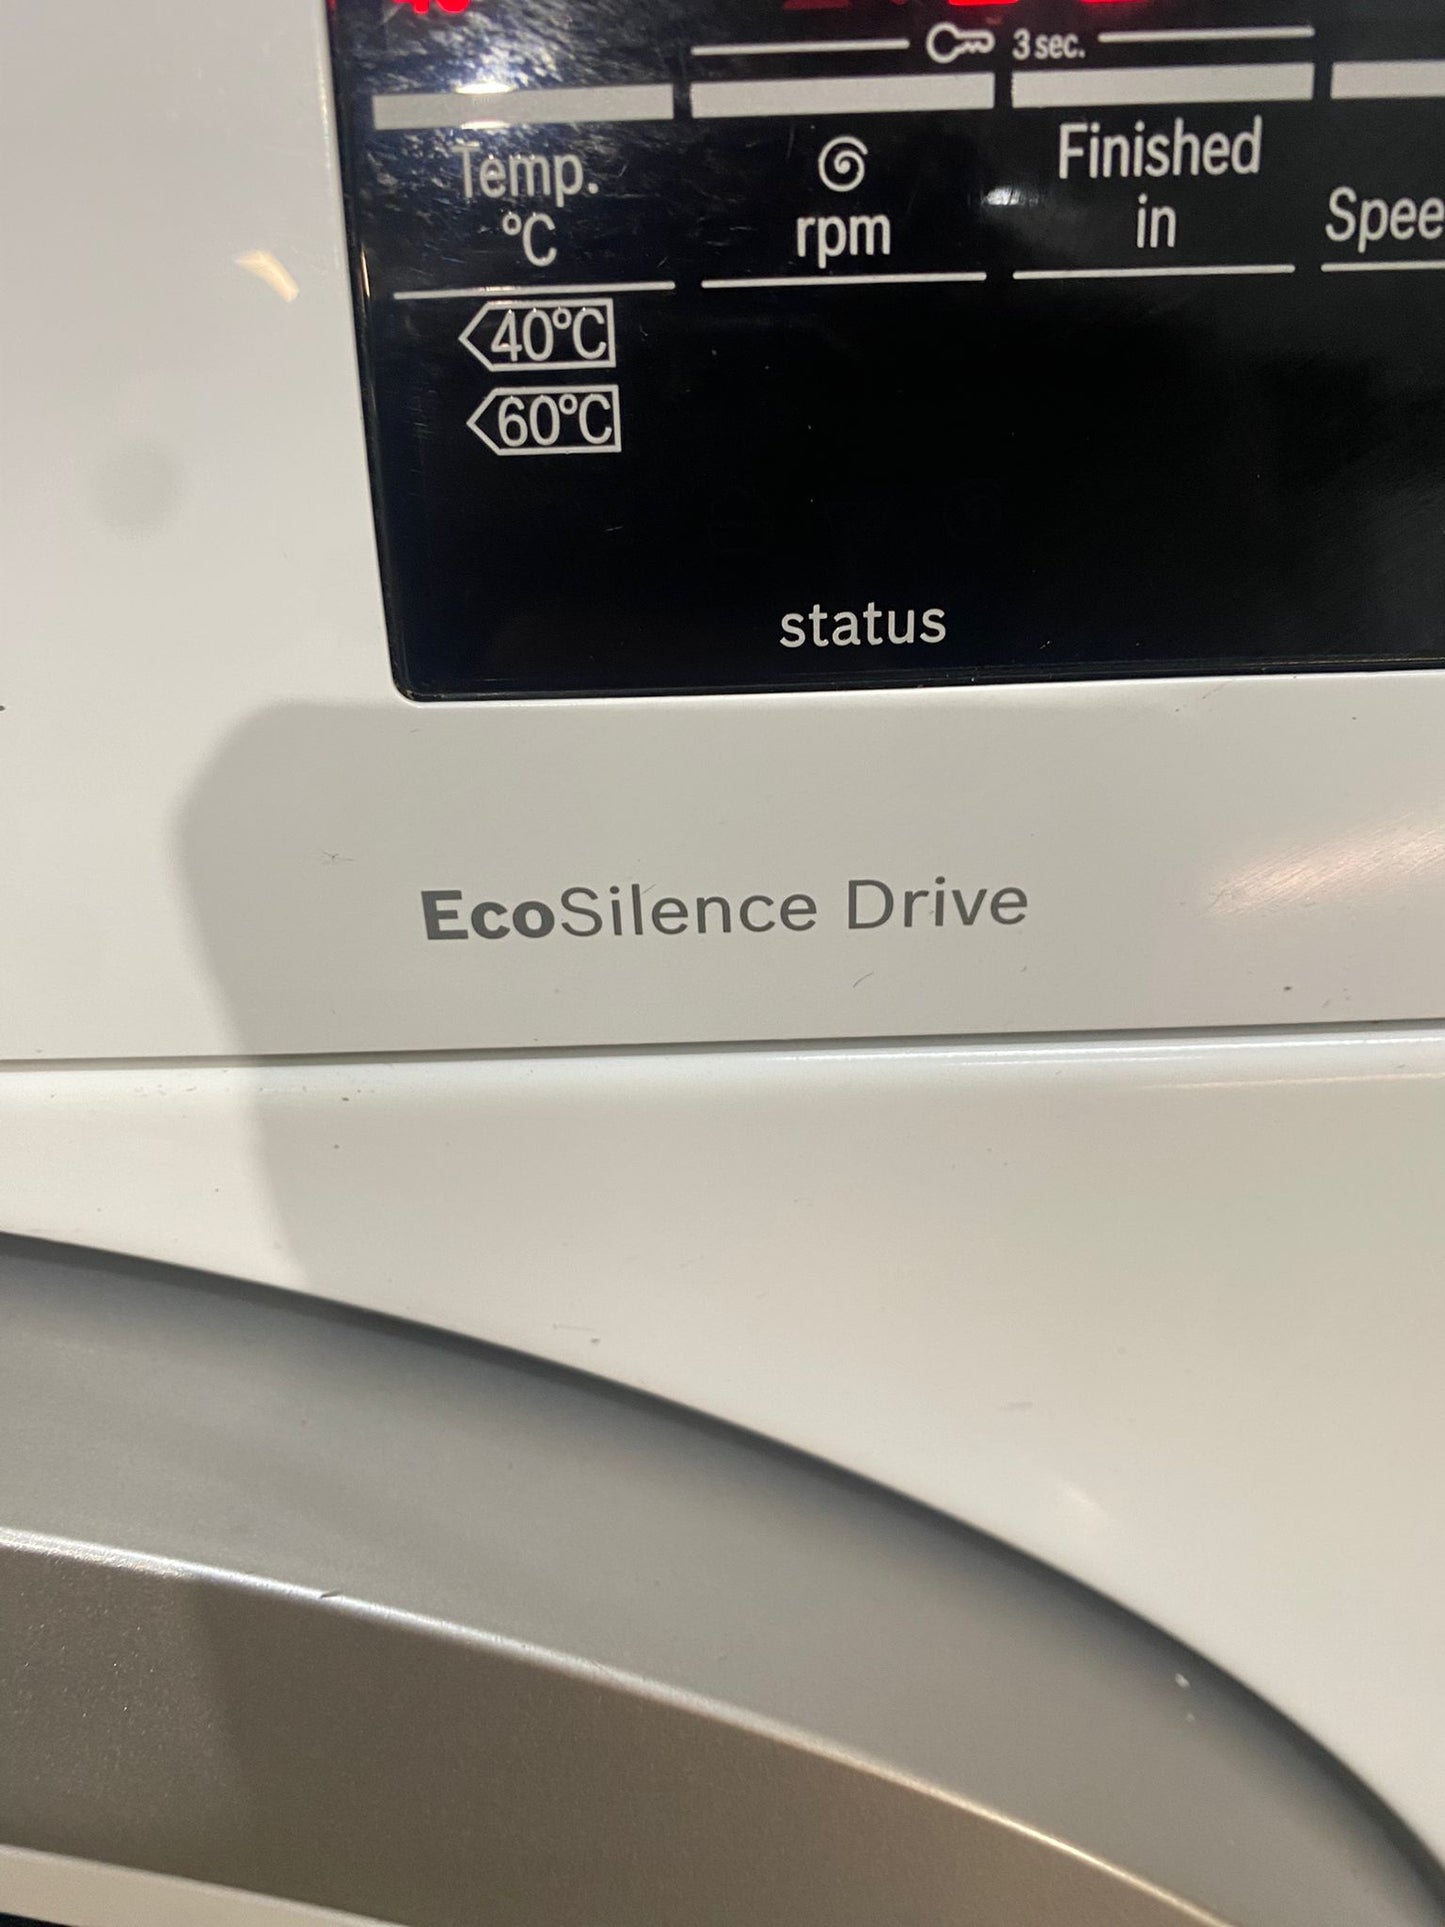 3 sec.
Temp.
°C
rpm
Finished
in
40°C
60°C
status
EcoSilence Drive